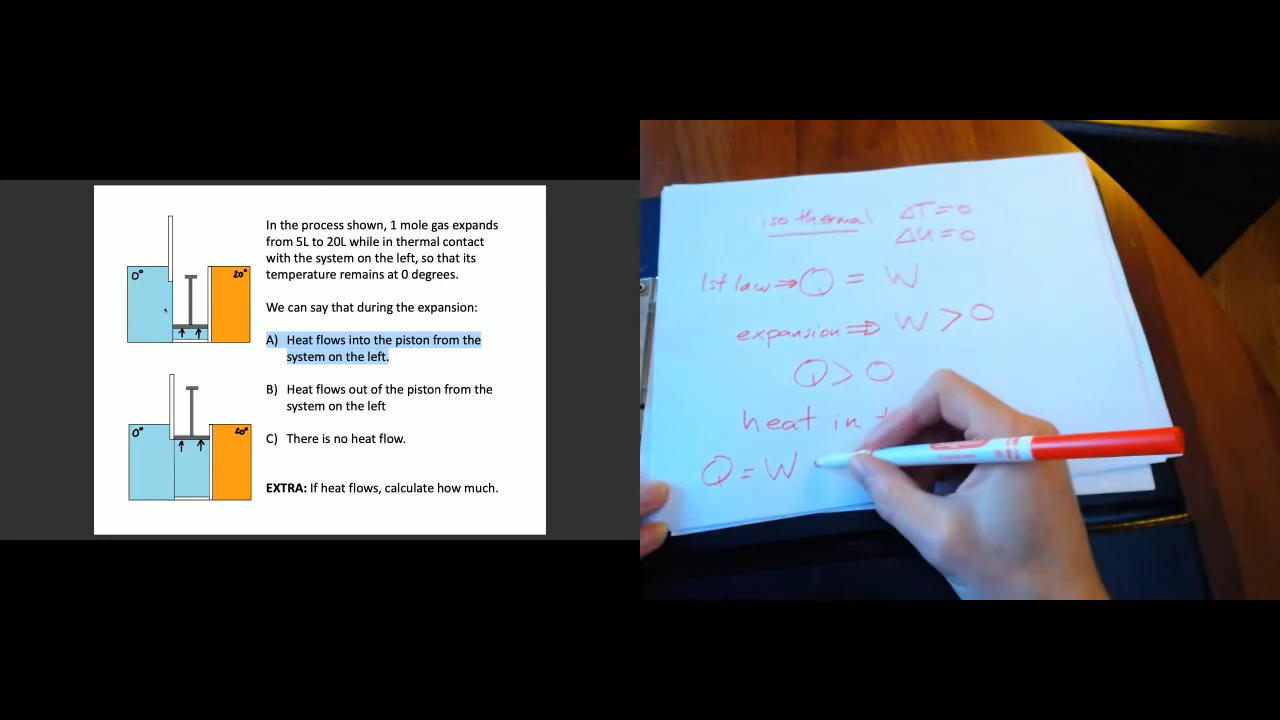 0°
20°
In the process shown, 1 mole gas expands
from 5L to 20L while in thermal contact
with the system on the left, so that its
temperature remains at 0 degrees.
We can say that during the expansion:
A) Heat flows into the piston from the
system on the left.
B) Heat flows out of the piston from the
system on the left
C) There is no heat flow.
0°
20°
EXTRA: If heat flows, calculate how much.
isothermal ΔT=0
ΔU=0
1st law ⇒ Q = W
expansion ⇒ W > 0
Q > 0
heat in
Q = W